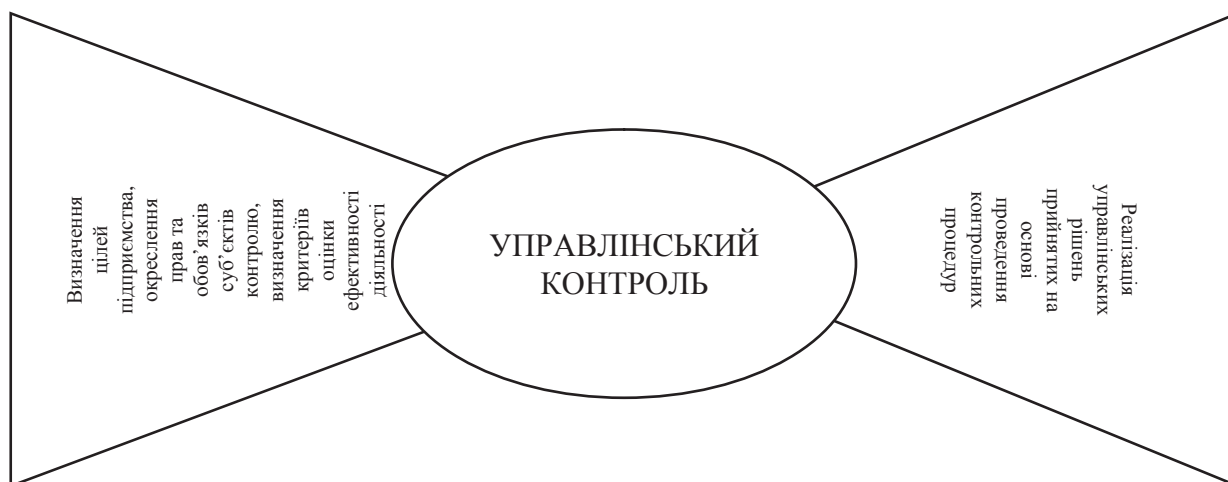 Визначення
цілей
підприємства,
окреслення
прав та
обов’язків
суб’єктів
контролю,
визначення
критеріїв
оцінки
ефективності
діяльності
УПРАВЛІНСЬКИЙ
КОНТРОЛЬ
Реалізація
управлінських
рішень
прийнятих на
основі
проведення
контрольних
процедур